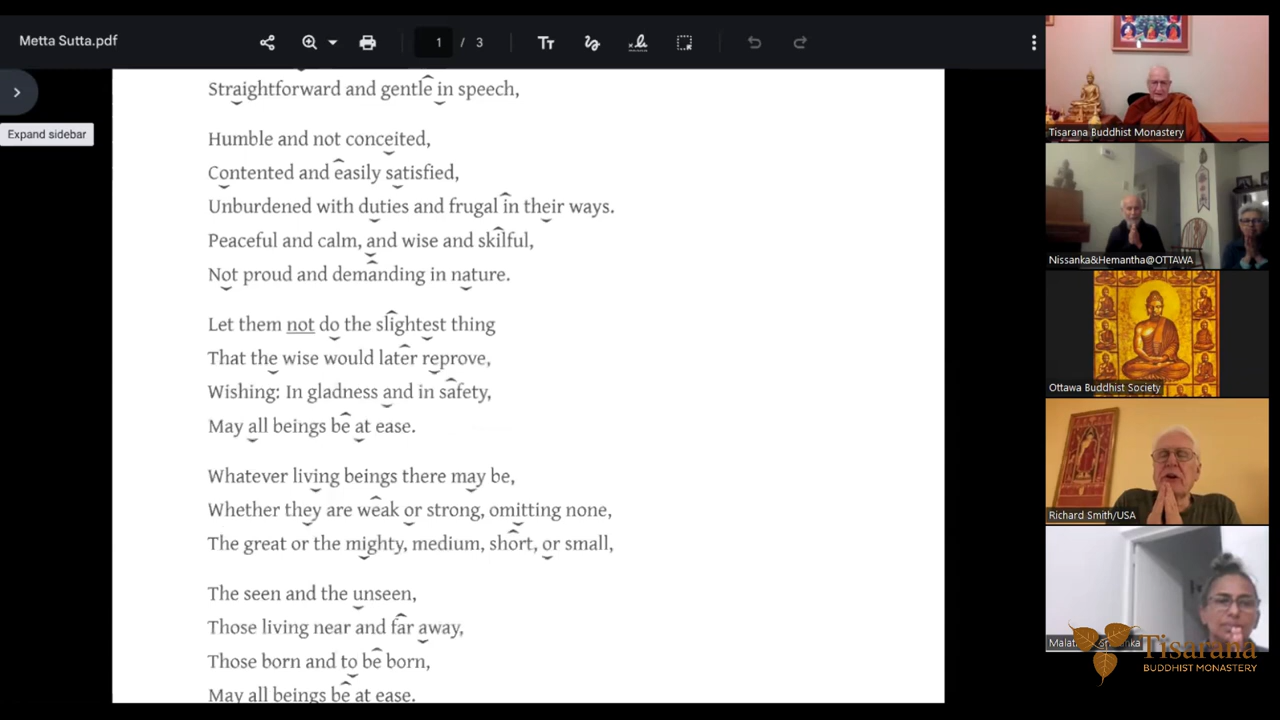 Metta Sutta.pdf
1 / 3
Expand sidebar
Straightforward and gentle in speech,
Humble and not conceited,
Contented and easily satisfied,
Unburdened with duties and frugal in their ways.
Peaceful and calm, and wise and skilful,
Not proud and demanding in nature.
Let them not do the slightest thing
That the wise would later reprove,
Wishing: In gladness and in safety,
May all beings be at ease.
Whatever living beings there may be,
Whether they are weak or strong, omitting none,
The great or the mighty, medium, short, or small,
The seen and the unseen,
Those living near and far away,
Those born and to be born,
May all beings be at ease.
Tisarana Buddhist Monastery
Nissanka&Hemantha@OTTAWA
Ottawa Buddhist Society
Richard Smith/USA
Tisarana
BUDDHIST MONASTERY